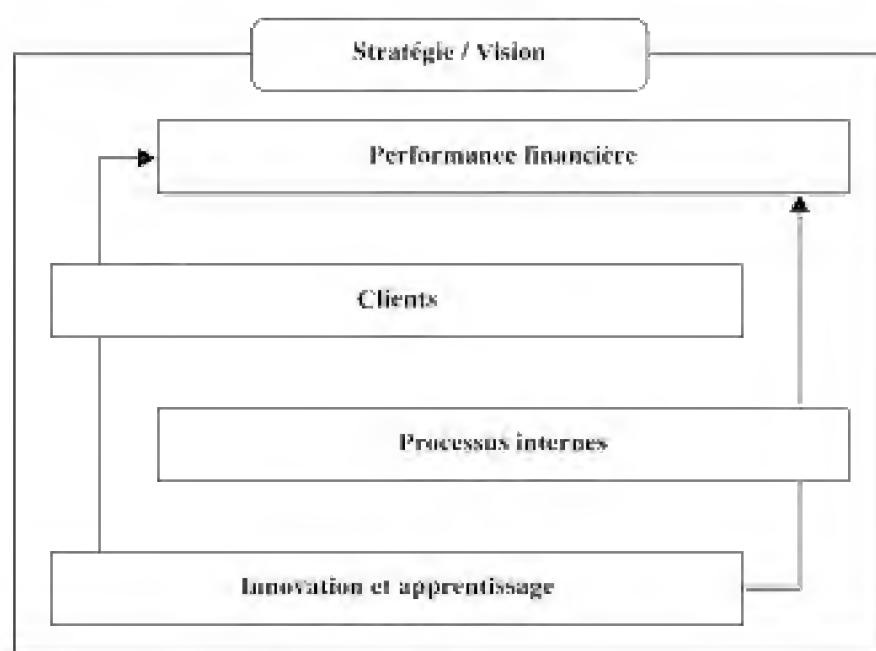 Stratégie / Vision
Performance financière
Clients
Processus internes
Innovation et apprentissage